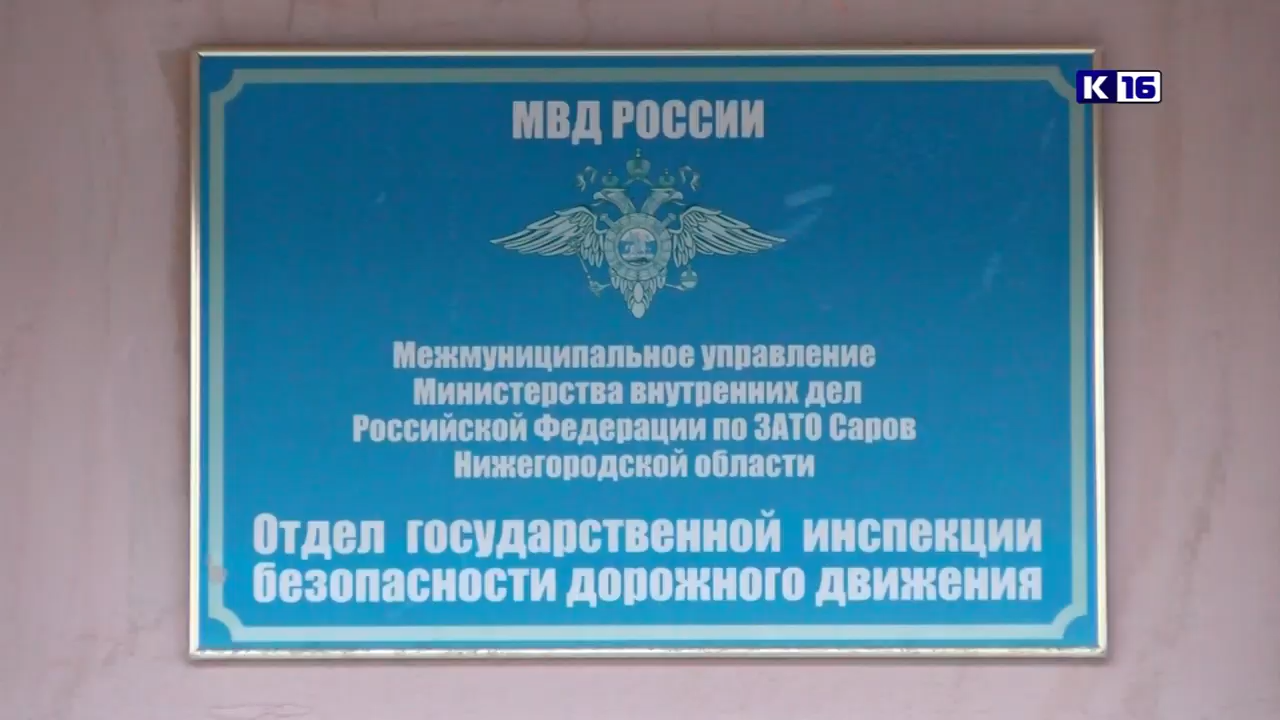 К 16
МВД РОССИИ
Межмуниципальное управление
Министерства внутренних дел
Российской Федерации по ЗАТО Саров
Нижегородской области
Отдел государственной инспекции
безопасности дорожного движения